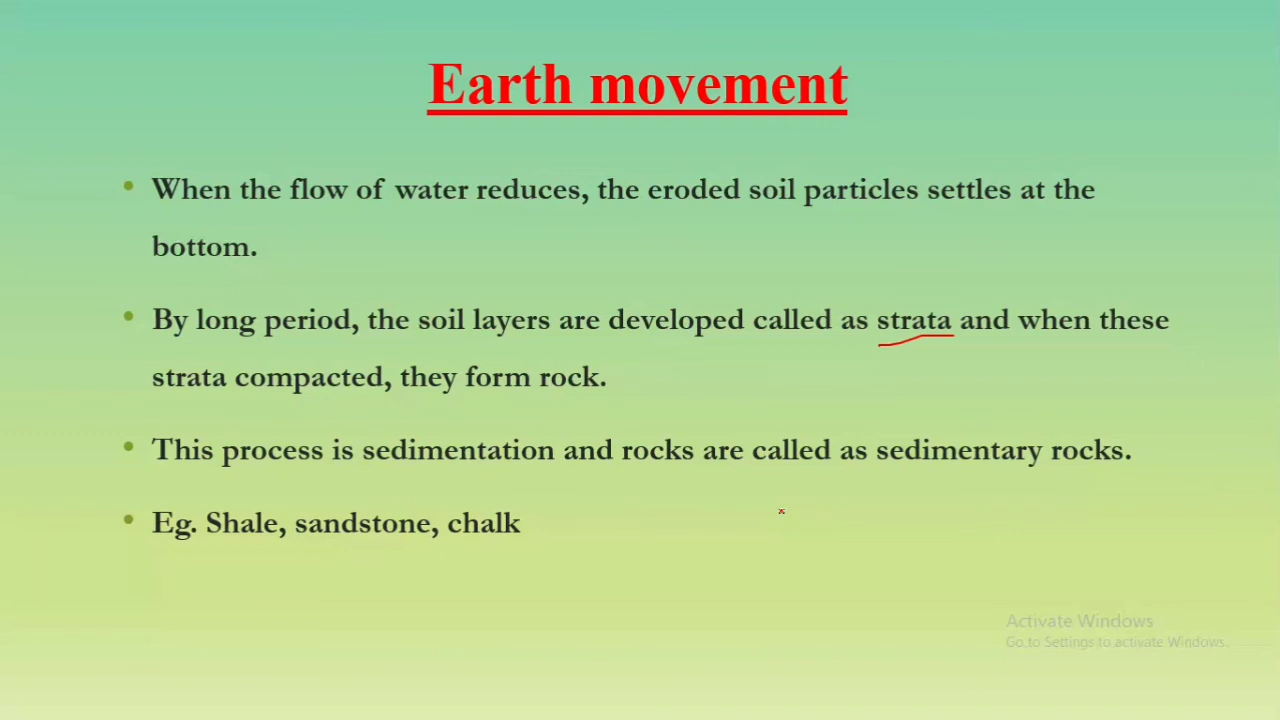 Earth movement
• When the flow of water reduces, the eroded soil particles settles at the
bottom.
• By long period, the soil layers are developed called as strata and when these
strata compacted, they form rock.
• This process is sedimentation and rocks are called as sedimentary rocks.
• Eg. Shale, sandstone, chalk
Activate Windows
Go to Settings to activate Windows.